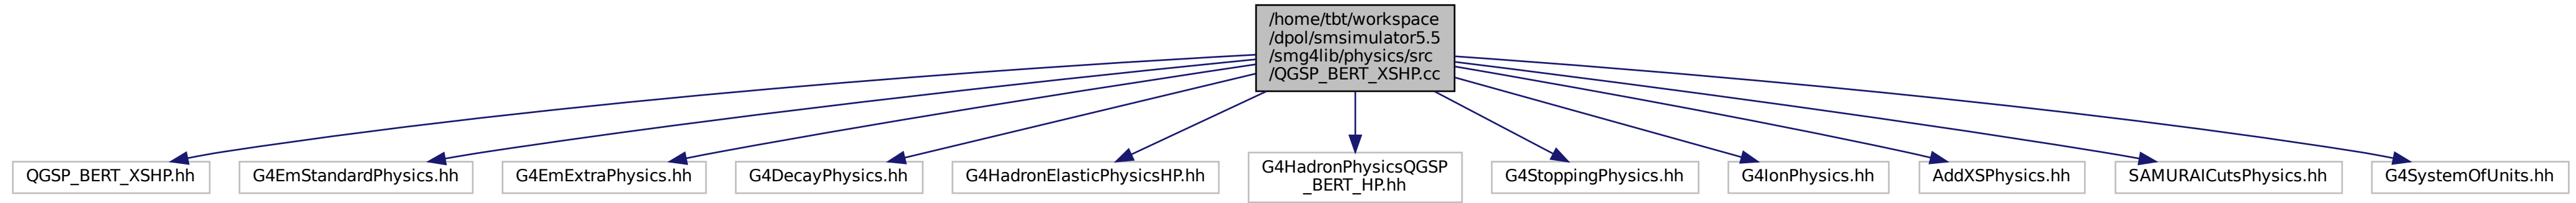 /home/tbt/workspace
/dpol/smsimulator5.5
/smg4lib/physics/src
/QGSP_BERT_XSHP.cc
QGSP_BERT_XSHP.hh
G4EmStandardPhysics.hh
G4EmExtraPhysics.hh
G4DecayPhysics.hh
G4HadronElasticPhysicsHP.hh
G4HadronPhysicsQGSP
_BERT_HP.hh
G4StoppingPhysics.hh
G4IonPhysics.hh
AddXSPhysics.hh
SAMURAICutsPhysics.hh
G4SystemOfUnits.hh